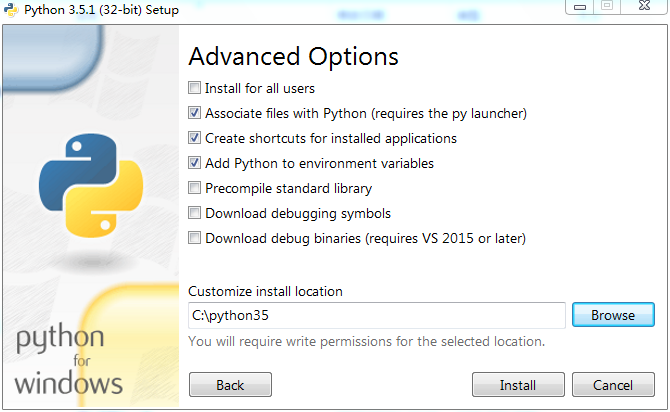 Python 3.5.1 (32-bit) Setup
Advanced Options
Install for all users
Associate files with Python (requires the py launcher)
Create shortcuts for installed applications
Add Python to environment variables
Precompile standard library
Download debugging symbols
Download debug binaries (requires VS 2015 or later)
Customize install location
C:\python35
Browse
You will require write permissions for the selected location.
python
for
windows
Back
Install
Cancel